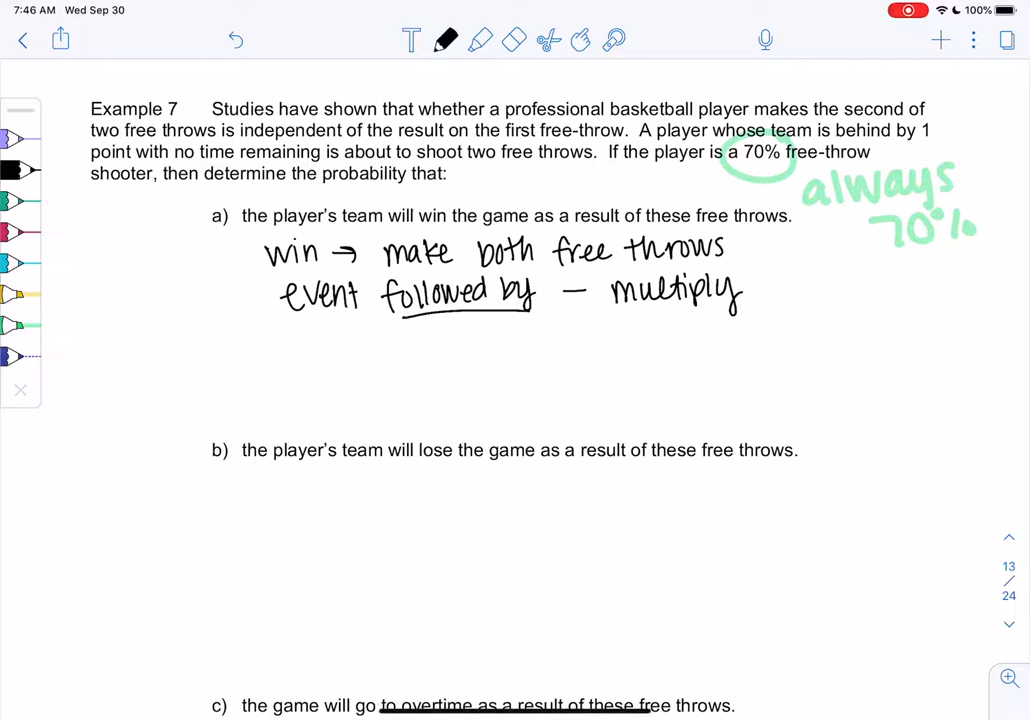 7:46 AM Wed Sep 30
100%
Example 7 Studies have shown that whether a professional basketball player makes the second of
two free throws is independent of the result on the first free-throw. A player whose team is behind by 1
point with no time remaining is about to shoot two free throws. If the player is a 70% free-throw
shooter, then determine the probability that:
always
70%
a) the player's team will win the game as a result of these free throws.
win → make both free throws
event followed by — multiply
b) the player's team will lose the game as a result of these free throws.
13
/
24
c) the game will go to overtime as a result of these free throws.